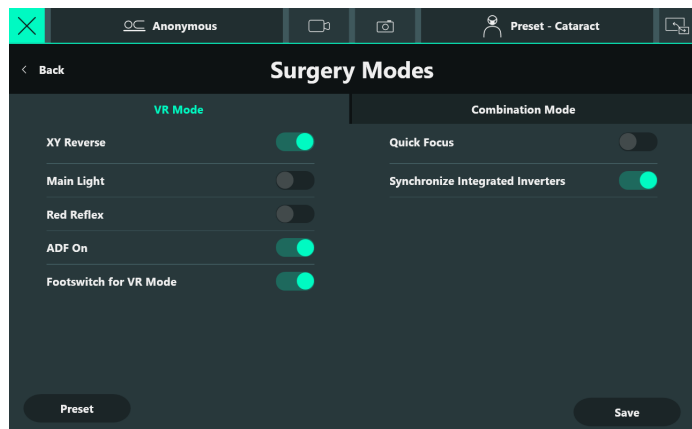 Anonymous
Preset - Cataract
Back
Surgery Modes
VR Mode
Combination Mode
XY Reverse
Quick Focus
Main Light
Synchronize Integrated Inverters
Red Reflex
ADF On
Footswitch for VR Mode
Preset
Save